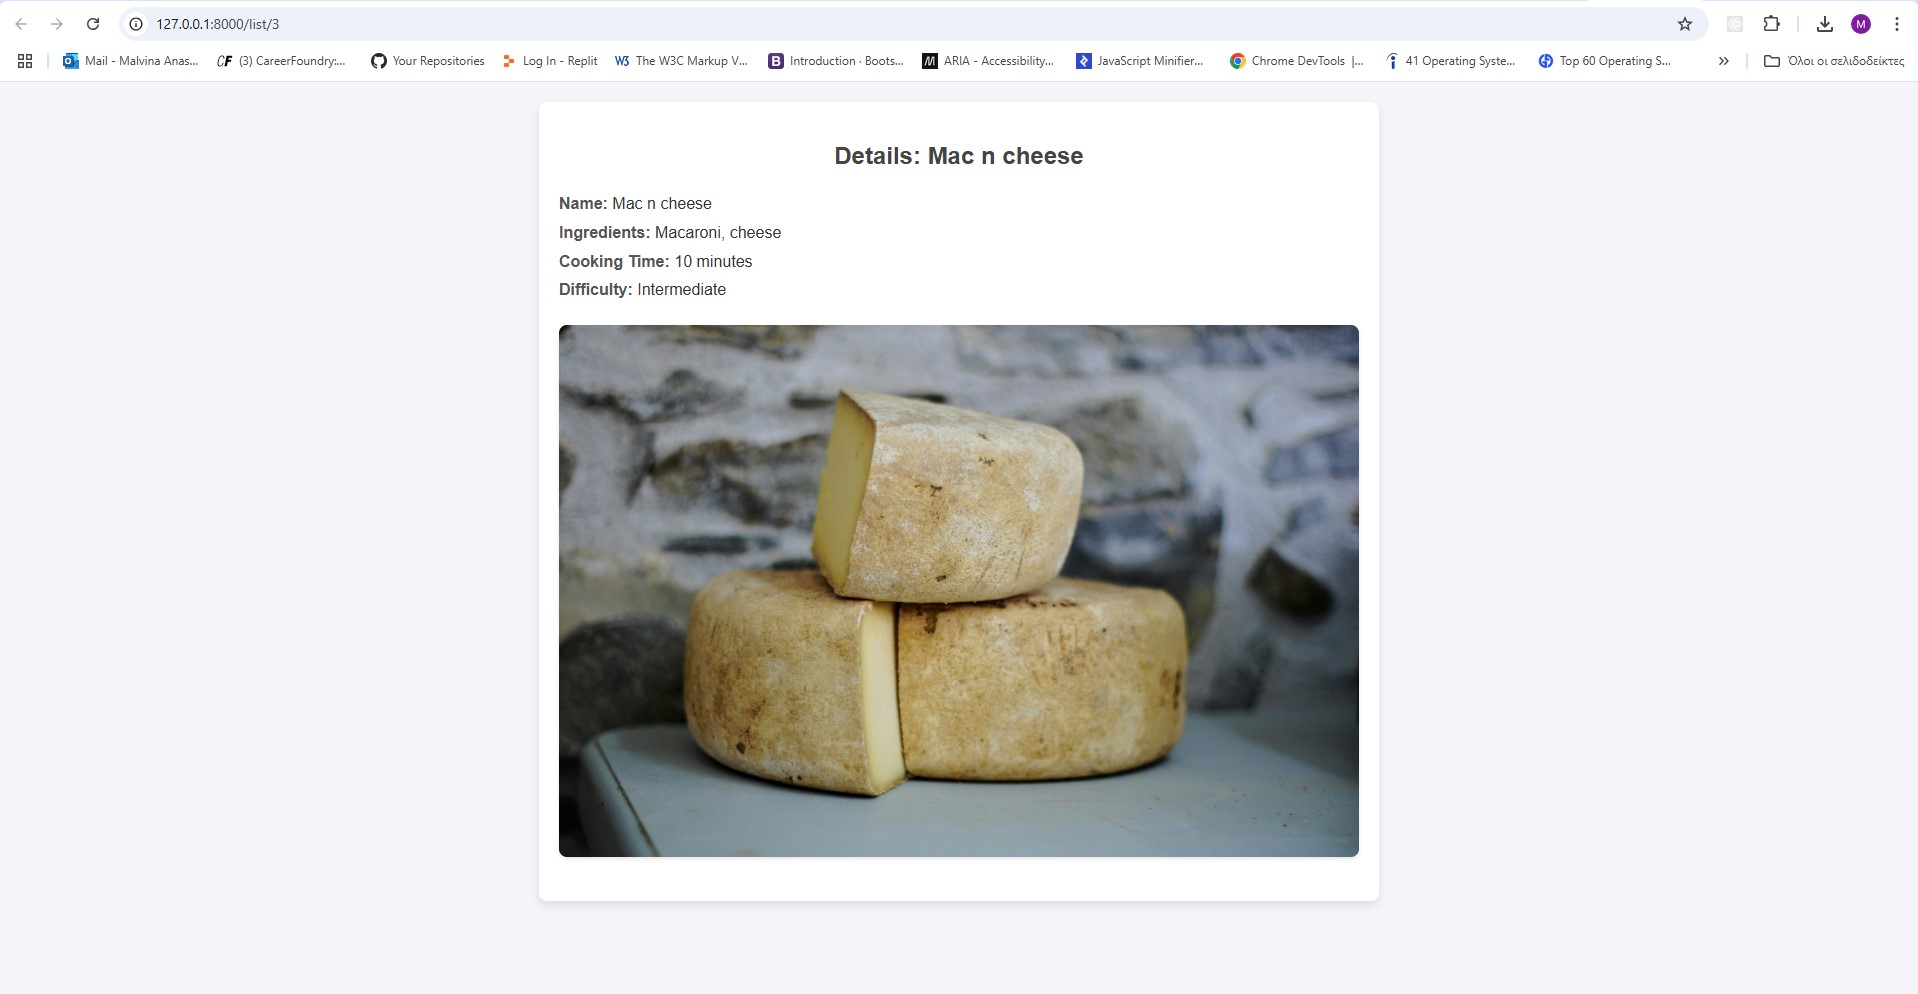 127.0.0.1:8000/list/3
M
Mail - Malvina Anas... CF (3) CareerFoundry:... Your Repositories Log In - Replit W3 The W3C Markup V... B Introduction · Boots... M ARIA - Accessibility... JavaScript Minifier... Chrome DevTools |... 41 Operating Syste... Top 60 Operating S... » Όλοι οι σελιδοδείκτες
Details: Mac n cheese
Name: Mac n cheese
Ingredients: Macaroni, cheese
Cooking Time: 10 minutes
Difficulty: Intermediate